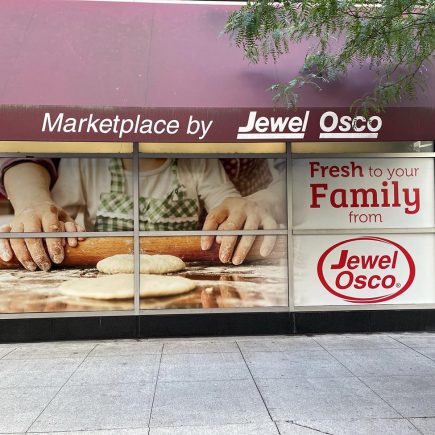 Marketplace by Jewel Osco
Fresh to your
Family
from
Jewel
Osco®